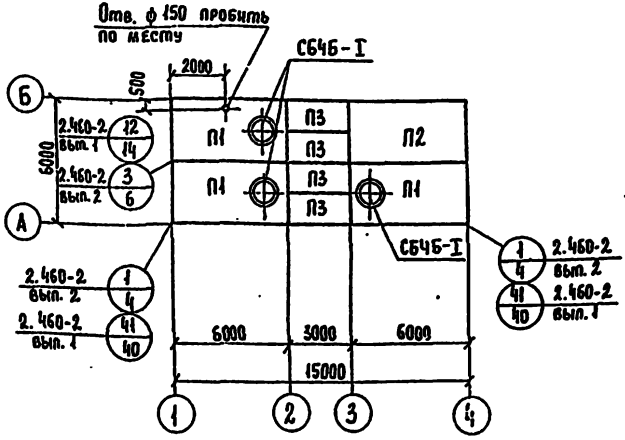 Отв. ф 150 пробить
по месту
СБ4Б-I
2000
500
Б
6000
2.460-2
вып. 1
12
14
2.460-2
вып. 2
3
6
П1
П3
П2
П3
П1
П3
П3
П1
А
СБ4Б-I
2.460-2
вып. 2
1
4
2.460-2
вып. 1
41
40
1
4
2.460-2
вып. 2
41
40
2.460-2
вып. 1
6000
3000
6000
15000
1
2
3
4